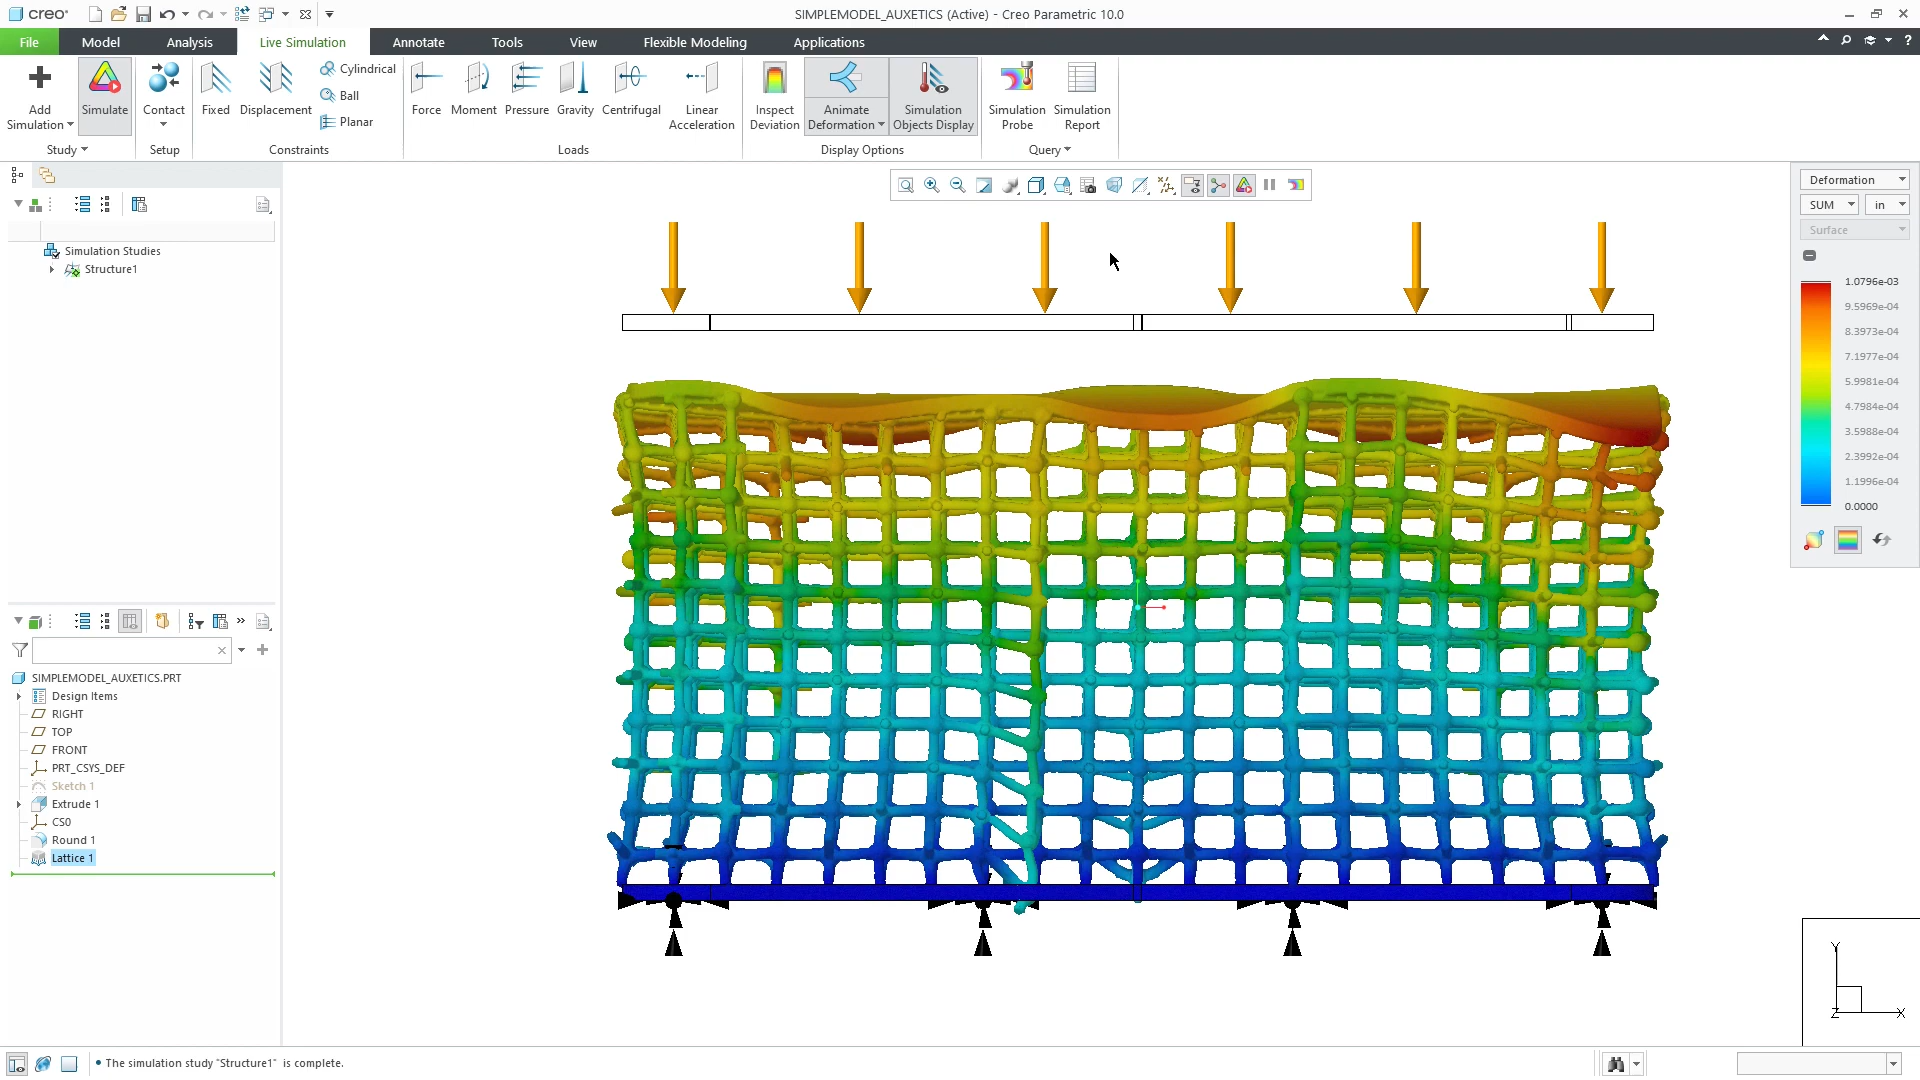 creo
SIMPLEMODEL_AUXETICS (Active) - Creo Parametric 10.0
File
Model
Analysis
Live Simulation
Annotate
Tools
View
Flexible Modeling
Applications
Add
Simulation
Simulate
Contact
Fixed
Displacement
Cylindrical
Ball
Planar
Force
Moment
Pressure
Gravity
Centrifugal
Linear
Acceleration
Inspect
Deviation
Animate
Deformation
Simulation
Objects Display
Simulation
Probe
Simulation
Report
Study
Setup
Constraints
Loads
Display Options
Query
Simulation Studies
Structure1
SIMPLEMODEL_AUXETICS.PRT
Design Items
RIGHT
TOP
FRONT
PRT_CSYS_DEF
Sketch 1
Extrude 1
CS0
Round 1
Lattice 1
Deformation
SUM
in
Surface
1.0796e-03
9.5969e-04
8.3973e-04
7.1977e-04
5.9981e-04
4.7984e-04
3.5988e-04
2.3992e-04
1.1996e-04
0.0000
Y
Z
X
• The simulation study "Structure1" is complete.